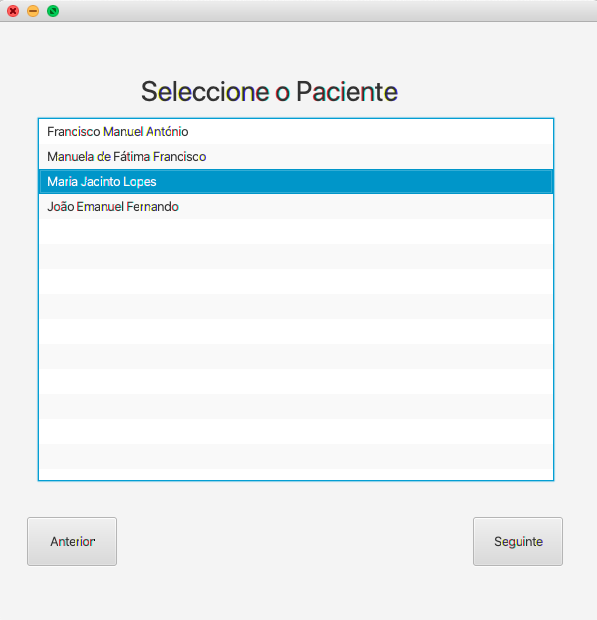 Seleccione o Paciente
Francisco Manuel António
Manuela de Fátima Francisco
Maria Jacinto Lopes
João Emanuel Fernando
Anterior
Seguinte